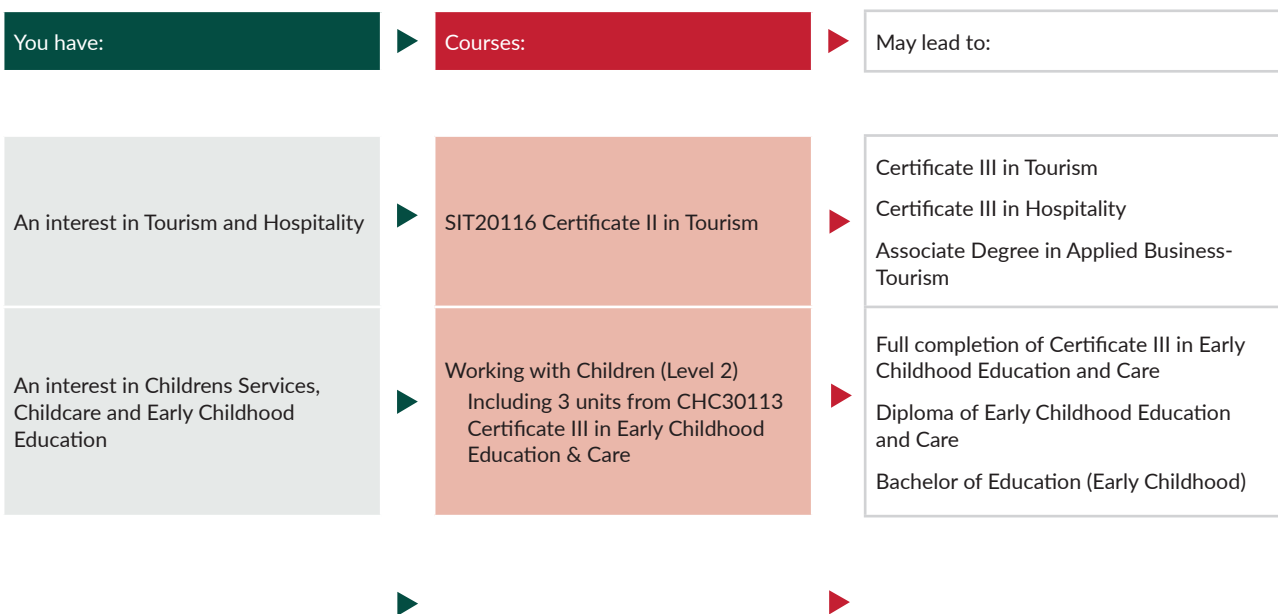 You have:
Courses:
May lead to:
An interest in Tourism and Hospitality
SIT20116 Certificate II in Tourism
Certificate III in Tourism
Certificate III in Hospitality
Associate Degree in Applied Business-
Tourism
An interest in Childrens Services,
Childcare and Early Childhood
Education
Working with Children (Level 2)
Including 3 units from CHC30113
Certificate III in Early Childhood
Education & Care
Full completion of Certificate III in Early
Childhood Education and Care
Diploma of Early Childhood Education
and Care
Bachelor of Education (Early Childhood)